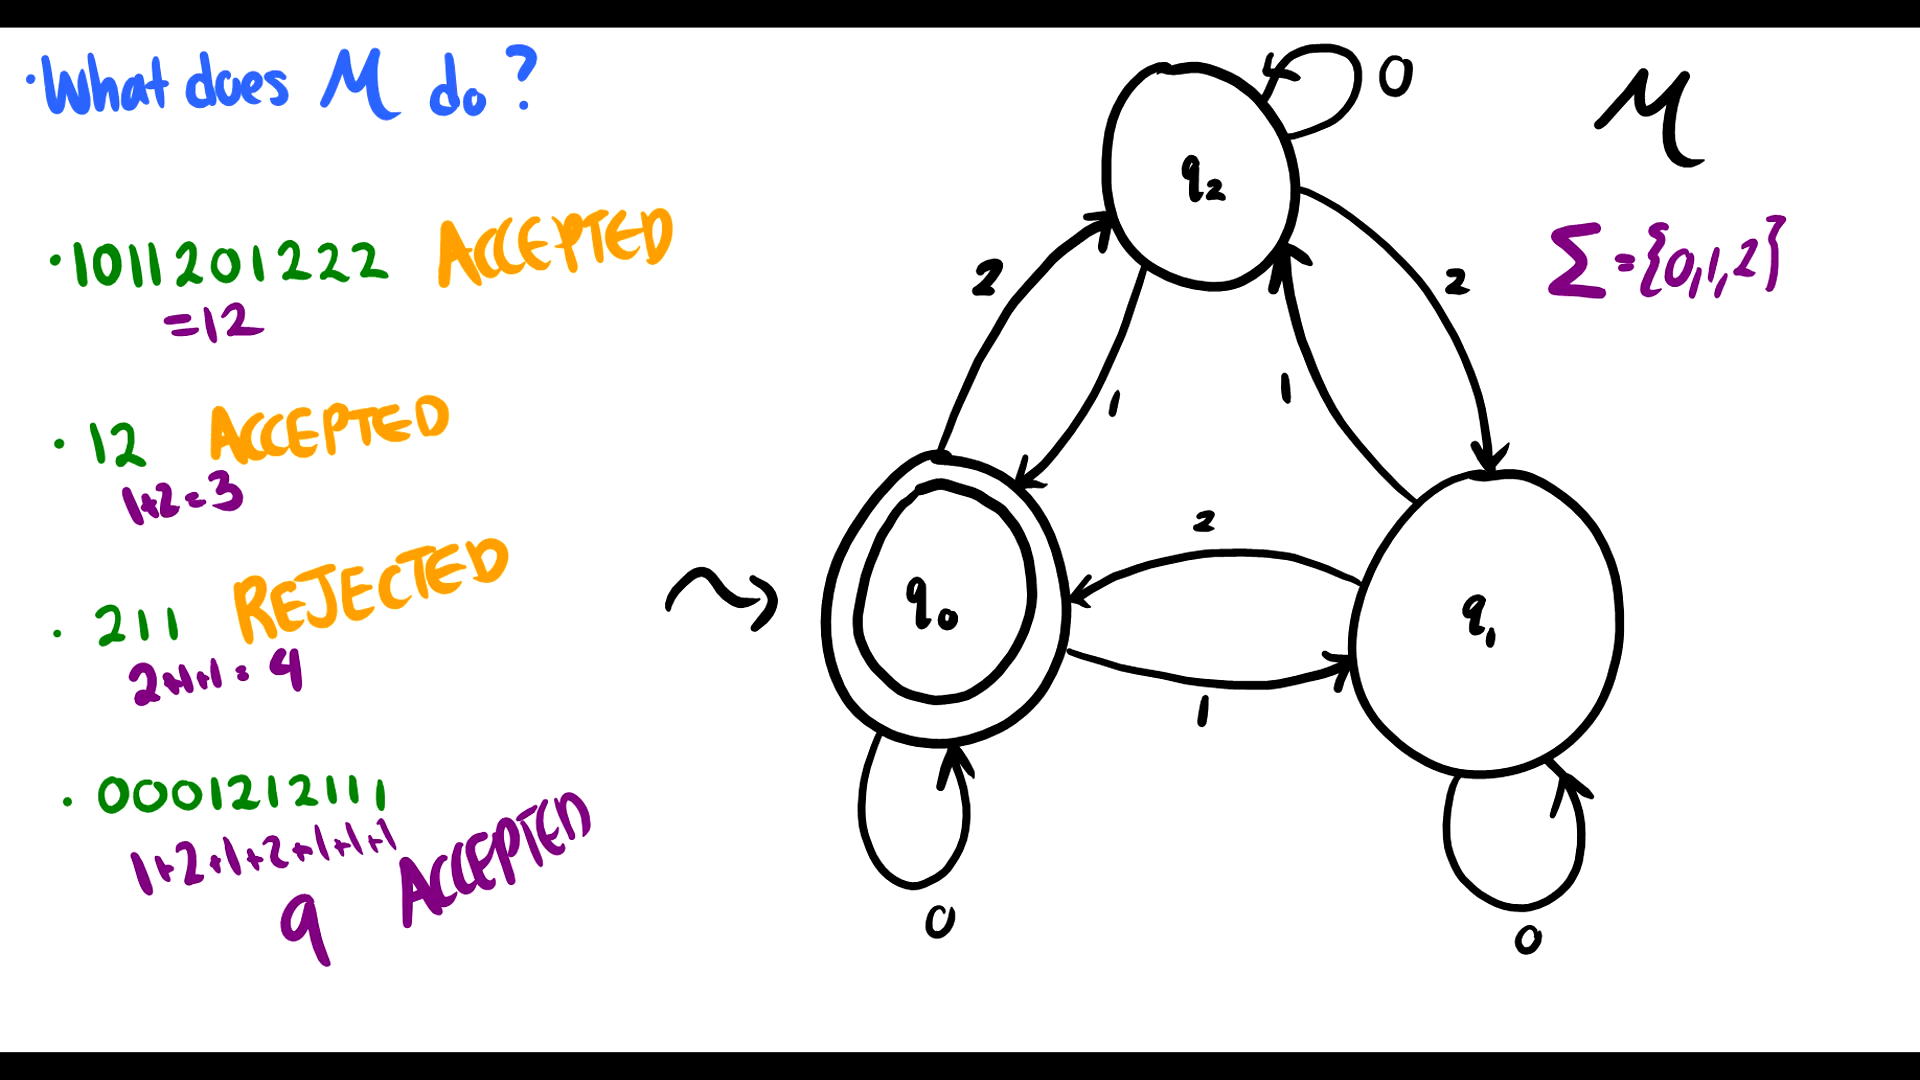 ·What does M do?
·1011201222 ACCEPTED
=12
·12 ACCEPTED
1+2=3
·211 REJECTED
2+1+1=4
·0001212111
1+2+1+2+1+1+1
9 ACCEPTED
M
Σ={0,1,2}
0
q₂
2
2
1
1
2
q₀
q₁
1
0
0